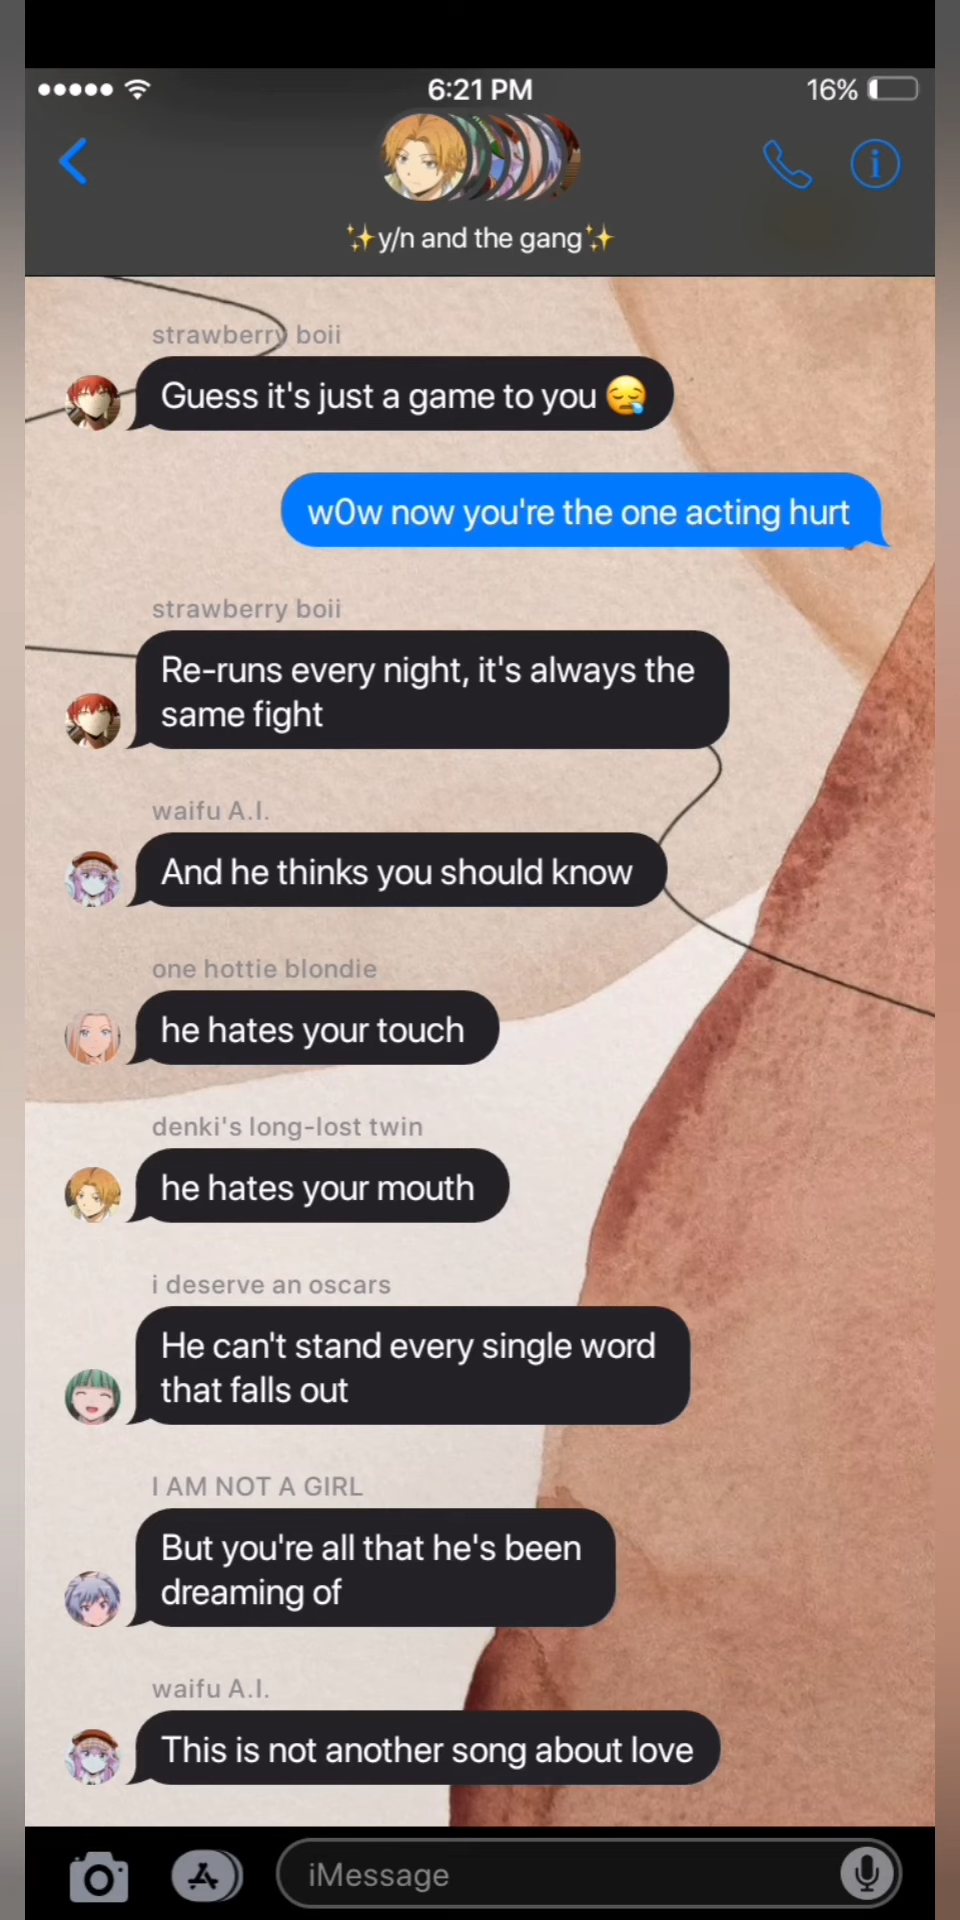 6:21 PM
16%
✨y/n and the gang✨
strawberry boii
Guess it's just a game to you 😪
w0w now you're the one acting hurt
strawberry boii
Re-runs every night, it's always the
same fight
waifu A.I.
And he thinks you should know
one hottie blondie
he hates your touch
denki's long-lost twin
he hates your mouth
i deserve an oscars
He can't stand every single word
that falls out
I AM NOT A GIRL
But you're all that he's been
dreaming of
waifu A.I.
This is not another song about love
iMessage